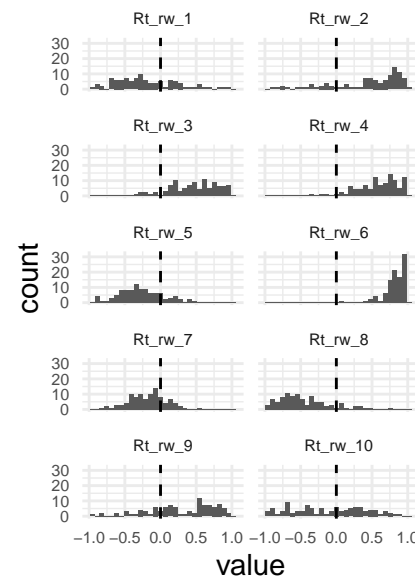 Rt_rw_1 Rt_rw_2
30
20
10
0
Rt_rw_3 Rt_rw_4
30
20
10
0
Rt_rw_5 Rt_rw_6
30
20
10
0
Rt_rw_7 Rt_rw_8
30
20
10
0
Rt_rw_9 Rt_rw_10
30
20
10
0
−1.0 −0.5 0.0 0.5 1.0 −1.0 −0.5 0.0 0.5 1.0
count
value